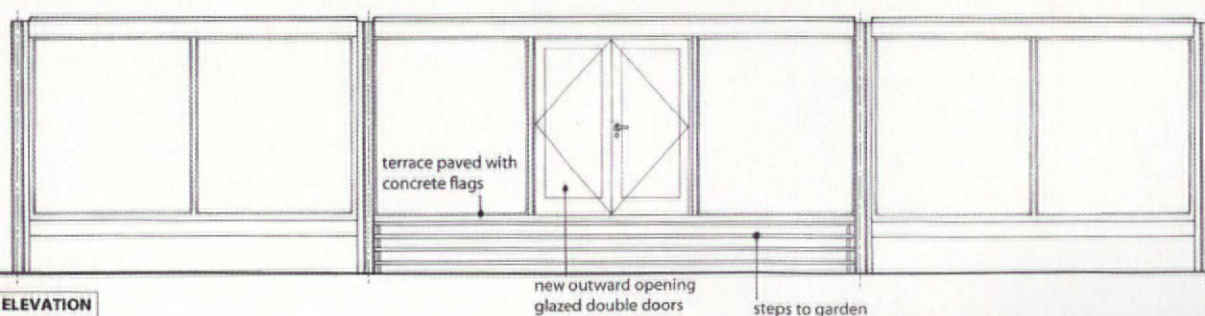 terrace paved with
concrete flags
new outward opening
glazed double doors
steps to garden
ELEVATION